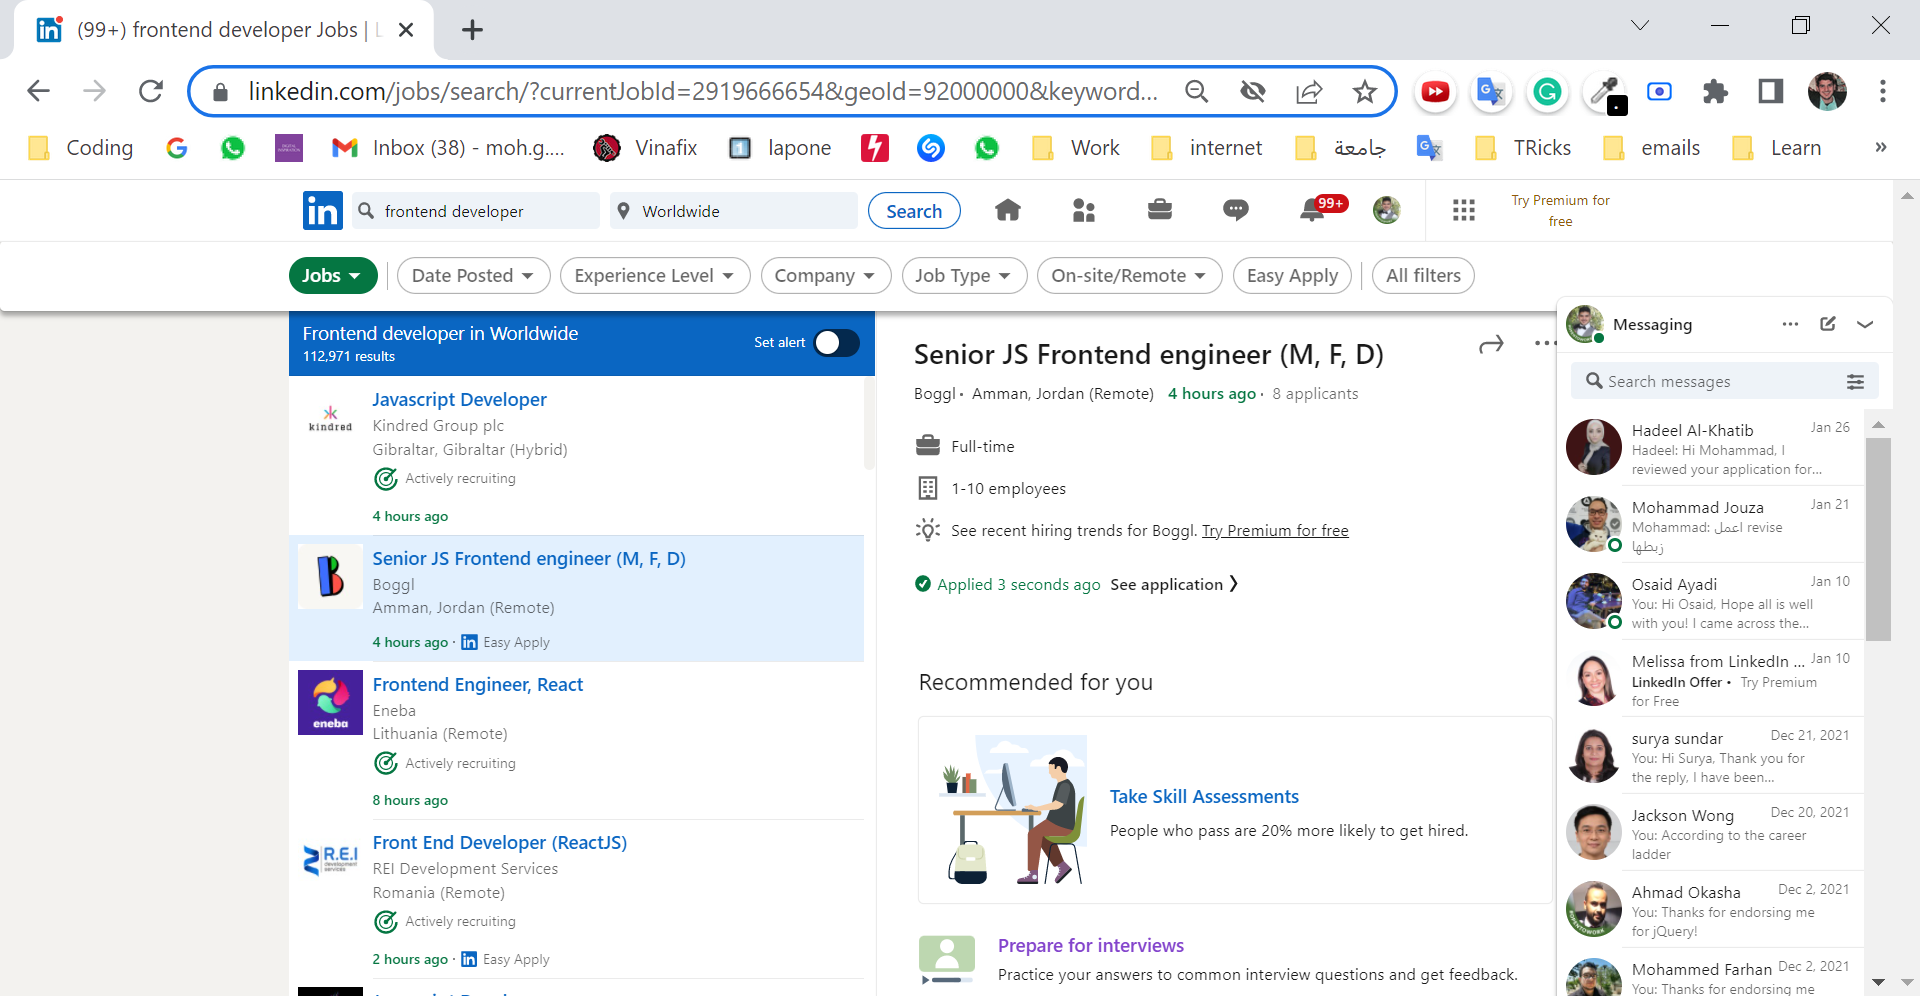 (99+) frontend developer Jobs |
linkedin.com/jobs/search/?currentJobId=2919666654&geoId=92000000&keyword...
Coding
Inbox (38) - moh.g....
Vinafix
1
lapone
Work
internet
جامعة
TRicks
emails
Learn
»
in
frontend developer
Worldwide
Search
99+
Try Premium for
free
Jobs
Date Posted
Experience Level
Company
Job Type
On-site/Remote
Easy Apply
All filters
Frontend developer in Worldwide
112,971 results
Set alert
kindred
Javascript Developer
Kindred Group plc
Gibraltar, Gibraltar (Hybrid)
Actively recruiting
4 hours ago
B
Senior JS Frontend engineer (M, F, D)
Boggl
Amman, Jordan (Remote)
4 hours ago · in Easy Apply
eneba
Frontend Engineer, React
Eneba
Lithuania (Remote)
Actively recruiting
8 hours ago
R.E.I
development
services
Front End Developer (ReactJS)
REI Development Services
Romania (Remote)
Actively recruiting
2 hours ago · in Easy Apply
Senior JS Frontend engineer (M, F, D)
Boggl · Amman, Jordan (Remote) 4 hours ago · 8 applicants
Full-time
1-10 employees
See recent hiring trends for Boggl. Try Premium for free
Applied 3 seconds ago See application
Recommended for you
Take Skill Assessments
People who pass are 20% more likely to get hired.
Prepare for interviews
Practice your answers to common interview questions and get feedback.
Messaging
Search messages
Hadeel Al-Khatib Jan 26
Hadeel: Hi Mohammad, I
reviewed your application for...
Mohammad Jouza Jan 21
Mohammad: اعمل revise
زبطها
Osaid Ayadi Jan 10
You: Hi Osaid, Hope all is well
with you! I came across the...
Melissa from LinkedIn ... Jan 10
LinkedIn Offer • Try Premium
for Free
surya sundar Dec 21, 2021
You: Hi Surya, Thank you for
the reply, I have been...
Jackson Wong Dec 20, 2021
You: According to the career
ladder
Ahmad Okasha Dec 2, 2021
You: Thanks for endorsing me
for jQuery!
Mohammed Farhan Dec 2, 2021
You: Thanks for endorsing me